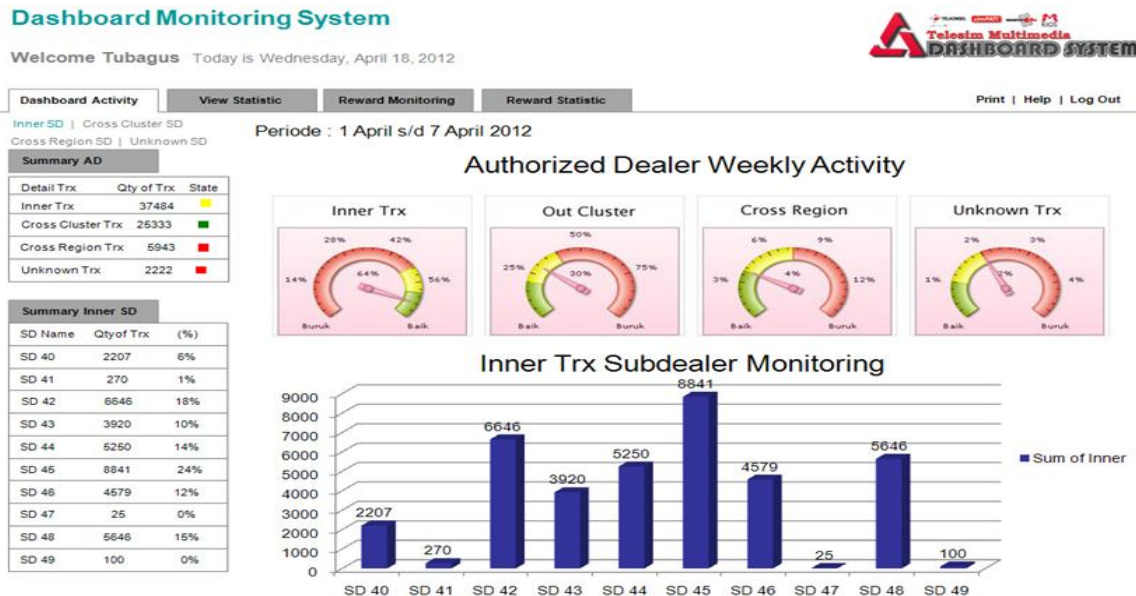 Dashboard Monitoring System
Welcome Tubagus Today is Wednesday, April 18, 2012
Telesim Multimedia
DASHBOARD SYSTEM
Dashboard Activity View Statistic Reward Monitoring Reward Statistic Print | Help | Log Out
Inner SD | Cross Cluster SD
Cross Region SD | Unknown SD
Summary AD
Detail Trx Qty of Trx State
Inner Trx 37484
Cross Cluster Trx 25333
Cross Region Trx 5943
Unknown Trx 2222
Summary Inner SD
SD Name Qtyof Trx (%)
SD 40 2207 6%
SD 41 270 1%
SD 42 6646 18%
SD 43 3920 10%
SD 44 5250 14%
SD 45 8841 24%
SD 46 4579 12%
SD 47 25 0%
SD 48 5646 15%
SD 49 100 0%
Periode : 1 April s/d 7 April 2012
Authorized Dealer Weekly Activity
Inner Trx
28% 42%
14% 64% 56%
Buruk Baik
Out Cluster
50%
25% 30% 75%
Baik Buruk
Cross Region
6% 9%
3% 4% 12%
Baik Buruk
Unknown Trx
2% 3%
1% 2% 4%
Baik Buruk
Inner Trx Subdealer Monitoring
9000
8000
7000
6000
5000
4000
3000
2000
1000
0
2207 270 6646 3920 5250 8841 4579 25 5646 100
SD 40 SD 41 SD 42 SD 43 SD 44 SD 45 SD 46 SD 47 SD 48 SD 49
Sum of Inner